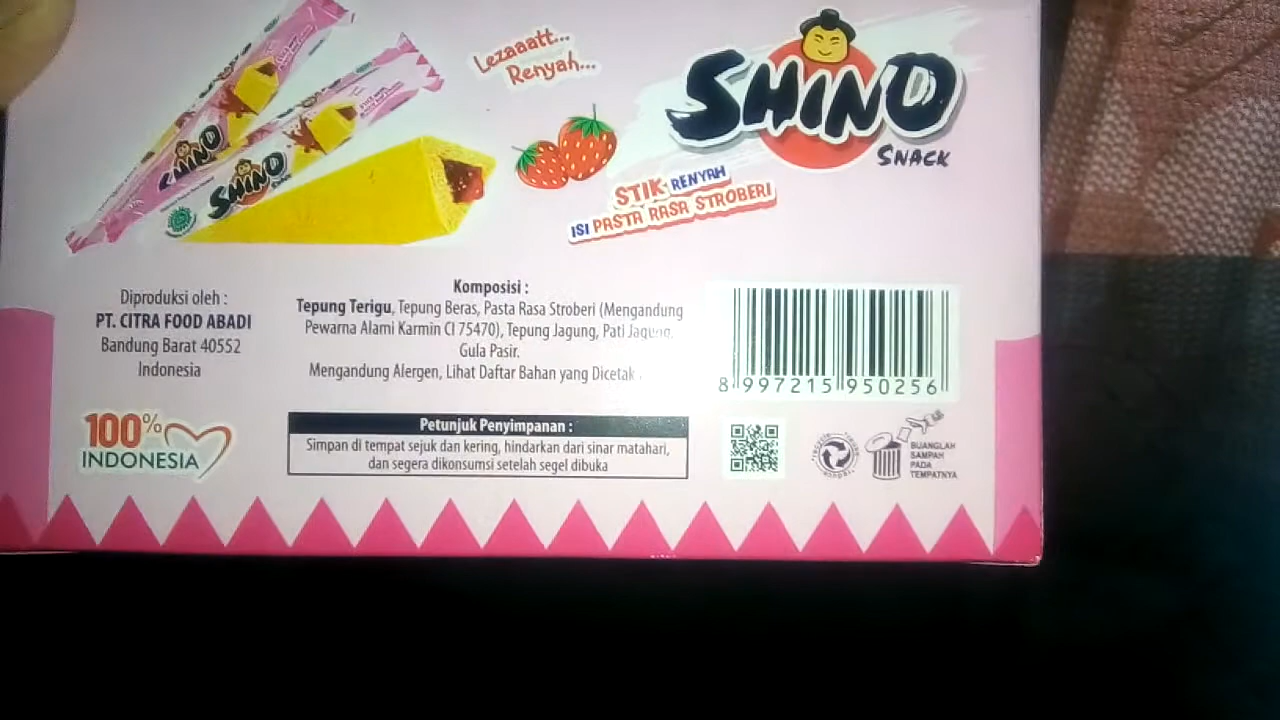 Lezaaatt...
Renyah...
SHINO
SNACK
SHINO
SHINO
SNACK
STIK RENYAH
ISI PASTA RASA STROBERI
Diproduksi oleh :
PT. CITRA FOOD ABADI
Bandung Barat 40552
Indonesia
Komposisi :
Tepung Terigu, Tepung Beras, Pasta Rasa Stroberi (Mengandung
Pewarna Alami Karmin CI 75470), Tepung Jagung, Pati Jagung,
Gula Pasir.
Mengandung Alergen, Lihat Daftar Bahan yang Dicetak
8 997215 950256
100%
INDONESIA
Petunjuk Penyimpanan :
Simpan di tempat sejuk dan kering, hindarkan dari sinar matahari,
dan segera dikonsumsi setelah segel dibuka
BUANGLAH
SAMPAH
PADA
TEMPATNYA